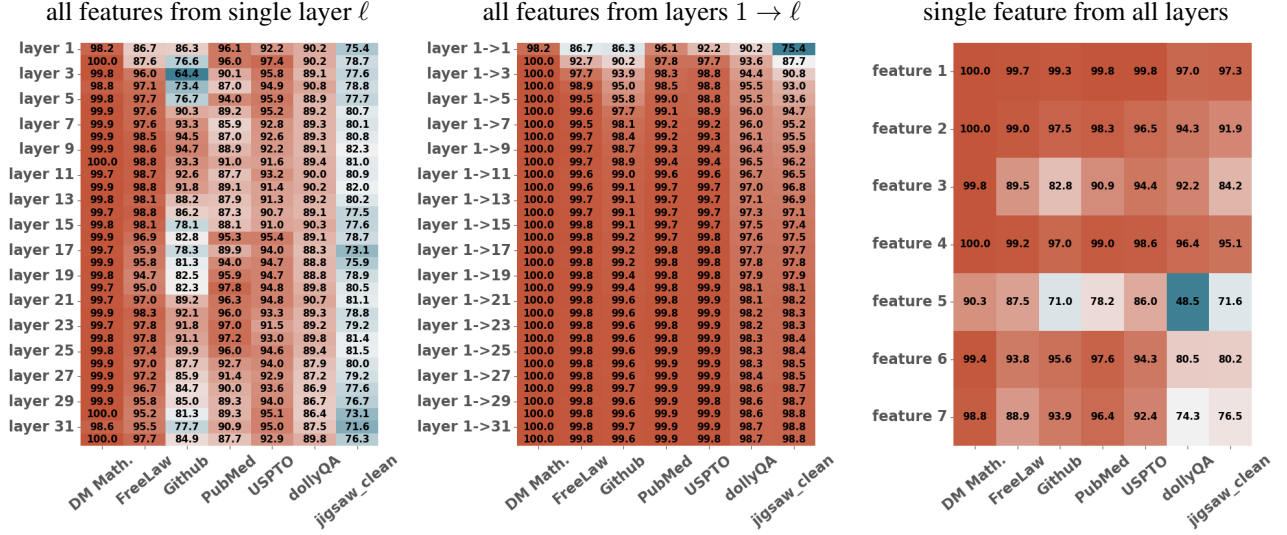 all features from single layer ℓ
layer 1 98.2 86.7 86.3 96.1 92.2 90.2 75.4
100.0 87.6 76.6 96.0 97.4 90.2 78.7
layer 3 99.8 96.0 64.4 90.1 95.8 89.1 77.6
98.8 97.1 73.4 87.0 94.9 90.8 78.8
layer 5 99.8 97.7 76.7 94.0 95.9 88.9 77.7
99.9 97.6 90.3 89.2 95.2 89.2 80.7
layer 7 99.9 97.6 93.3 85.9 92.8 89.3 80.1
99.9 98.5 94.5 87.0 92.6 89.3 80.8
layer 9 99.9 98.6 94.7 88.9 92.2 89.1 82.3
100.0 98.8 93.3 91.0 91.6 89.4 81.0
layer 11 99.7 98.7 92.6 87.7 93.2 90.0 80.9
99.9 98.8 91.8 89.1 91.4 90.2 82.0
layer 13 99.8 98.1 88.2 87.9 91.3 89.2 80.2
99.7 98.8 86.2 87.3 90.7 89.1 77.5
layer 15 99.8 98.1 78.1 88.1 91.0 90.3 77.6
99.9 96.9 82.8 95.3 95.4 89.1 78.7
layer 17 99.7 95.9 78.3 89.9 94.0 88.3 73.1
99.9 95.8 81.3 94.0 94.7 88.8 75.9
layer 19 99.8 94.7 82.5 95.9 94.7 88.8 78.9
99.7 95.0 82.3 97.8 94.8 89.8 80.5
layer 21 99.7 97.0 89.2 96.3 94.8 90.7 81.1
99.9 98.3 92.1 96.0 93.3 89.3 78.8
layer 23 99.7 97.8 91.8 97.0 91.5 89.2 79.2
99.8 97.8 91.1 97.2 93.0 89.8 81.4
layer 25 99.8 97.4 89.9 96.0 94.6 89.4 81.5
99.9 97.0 87.7 92.7 94.0 87.9 80.0
layer 27 99.9 97.2 85.9 91.4 92.9 87.2 79.2
99.9 96.6 84.7 90.0 93.6 86.9 77.6
layer 29 99.9 95.8 85.0 89.3 94.0 86.7 76.7
100.0 95.2 81.3 89.3 95.1 86.4 73.1
layer 31 98.6 95.5 77.7 90.9 95.0 87.5 71.6
100.0 97.7 84.9 87.7 92.9 89.8 76.3
DM Math. FreeLaw Github PubMed USPTO dollyQA jigsaw_clean
all features from layers 1 → ℓ
layer 1->1 98.2 86.7 86.3 96.1 92.2 90.2 75.4
100.0 92.7 90.2 97.8 97.7 93.6 87.7
layer 1->3 100.0 97.7 93.9 98.3 98.8 94.4 90.8
100.0 98.9 95.0 98.5 98.8 95.5 93.0
layer 1->5 100.0 99.5 95.8 99.0 98.8 95.5 93.6
100.0 99.6 97.7 99.1 98.9 96.0 94.7
layer 1->7 100.0 99.5 98.1 99.2 99.2 96.0 95.2
100.0 99.7 98.4 99.2 99.3 96.1 95.5
layer 1->9 100.0 99.7 98.7 99.3 99.4 96.4 95.9
100.0 99.7 98.9 99.4 99.4 96.5 96.2
layer 1->11 100.0 99.6 99.0 99.6 99.6 96.7 96.5
100.0 99.6 99.1 99.7 99.7 97.0 96.8
layer 1->13 100.0 99.6 99.1 99.7 99.7 97.1 96.9
100.0 99.7 99.1 99.7 99.7 97.3 97.1
layer 1->15 100.0 99.8 99.1 99.7 99.7 97.5 97.4
100.0 99.8 99.2 99.7 99.8 97.6 97.5
layer 1->17 100.0 99.8 99.2 99.8 99.8 97.7 97.7
100.0 99.8 99.2 99.8 99.8 97.8 97.8
layer 1->19 100.0 99.8 99.4 99.8 99.8 97.9 97.9
100.0 99.9 99.4 99.8 99.9 98.1 98.1
layer 1->21 100.0 99.8 99.6 99.8 99.9 98.1 98.2
100.0 99.8 99.6 99.8 99.9 98.2 98.3
layer 1->23 100.0 99.8 99.6 99.8 99.9 98.2 98.3
100.0 99.8 99.6 99.8 99.9 98.3 98.4
layer 1->25 100.0 99.8 99.6 99.8 99.9 98.3 98.4
100.0 99.8 99.6 99.9 99.9 98.3 98.5
layer 1->27 100.0 99.8 99.6 99.9 99.9 98.4 98.5
100.0 99.8 99.7 99.9 99.9 98.6 98.7
layer 1->29 100.0 99.8 99.6 99.9 99.9 98.6 98.7
100.0 99.8 99.6 99.9 99.9 98.6 98.8
layer 1->31 100.0 99.8 99.6 99.9 99.8 98.6 98.8
100.0 99.8 99.6 99.9 99.8 98.7 98.8
DM Math. FreeLaw Github PubMed USPTO dollyQA jigsaw_clean
single feature from all layers
feature 1 100.0 99.7 99.3 99.8 99.8 97.0 97.3
feature 2 100.0 99.0 97.5 98.3 96.5 94.3 91.9
feature 3 99.8 89.5 82.8 90.9 94.4 92.2 84.2
feature 4 100.0 99.2 97.0 99.0 98.6 96.4 95.1
feature 5 90.3 87.5 71.0 78.2 86.0 48.5 71.6
feature 6 99.4 93.8 95.6 97.6 94.3 80.5 80.2
feature 7 98.8 88.9 93.9 96.4 92.4 74.3 76.5
DM Math. FreeLaw Github PubMed USPTO dollyQA jigsaw_clean